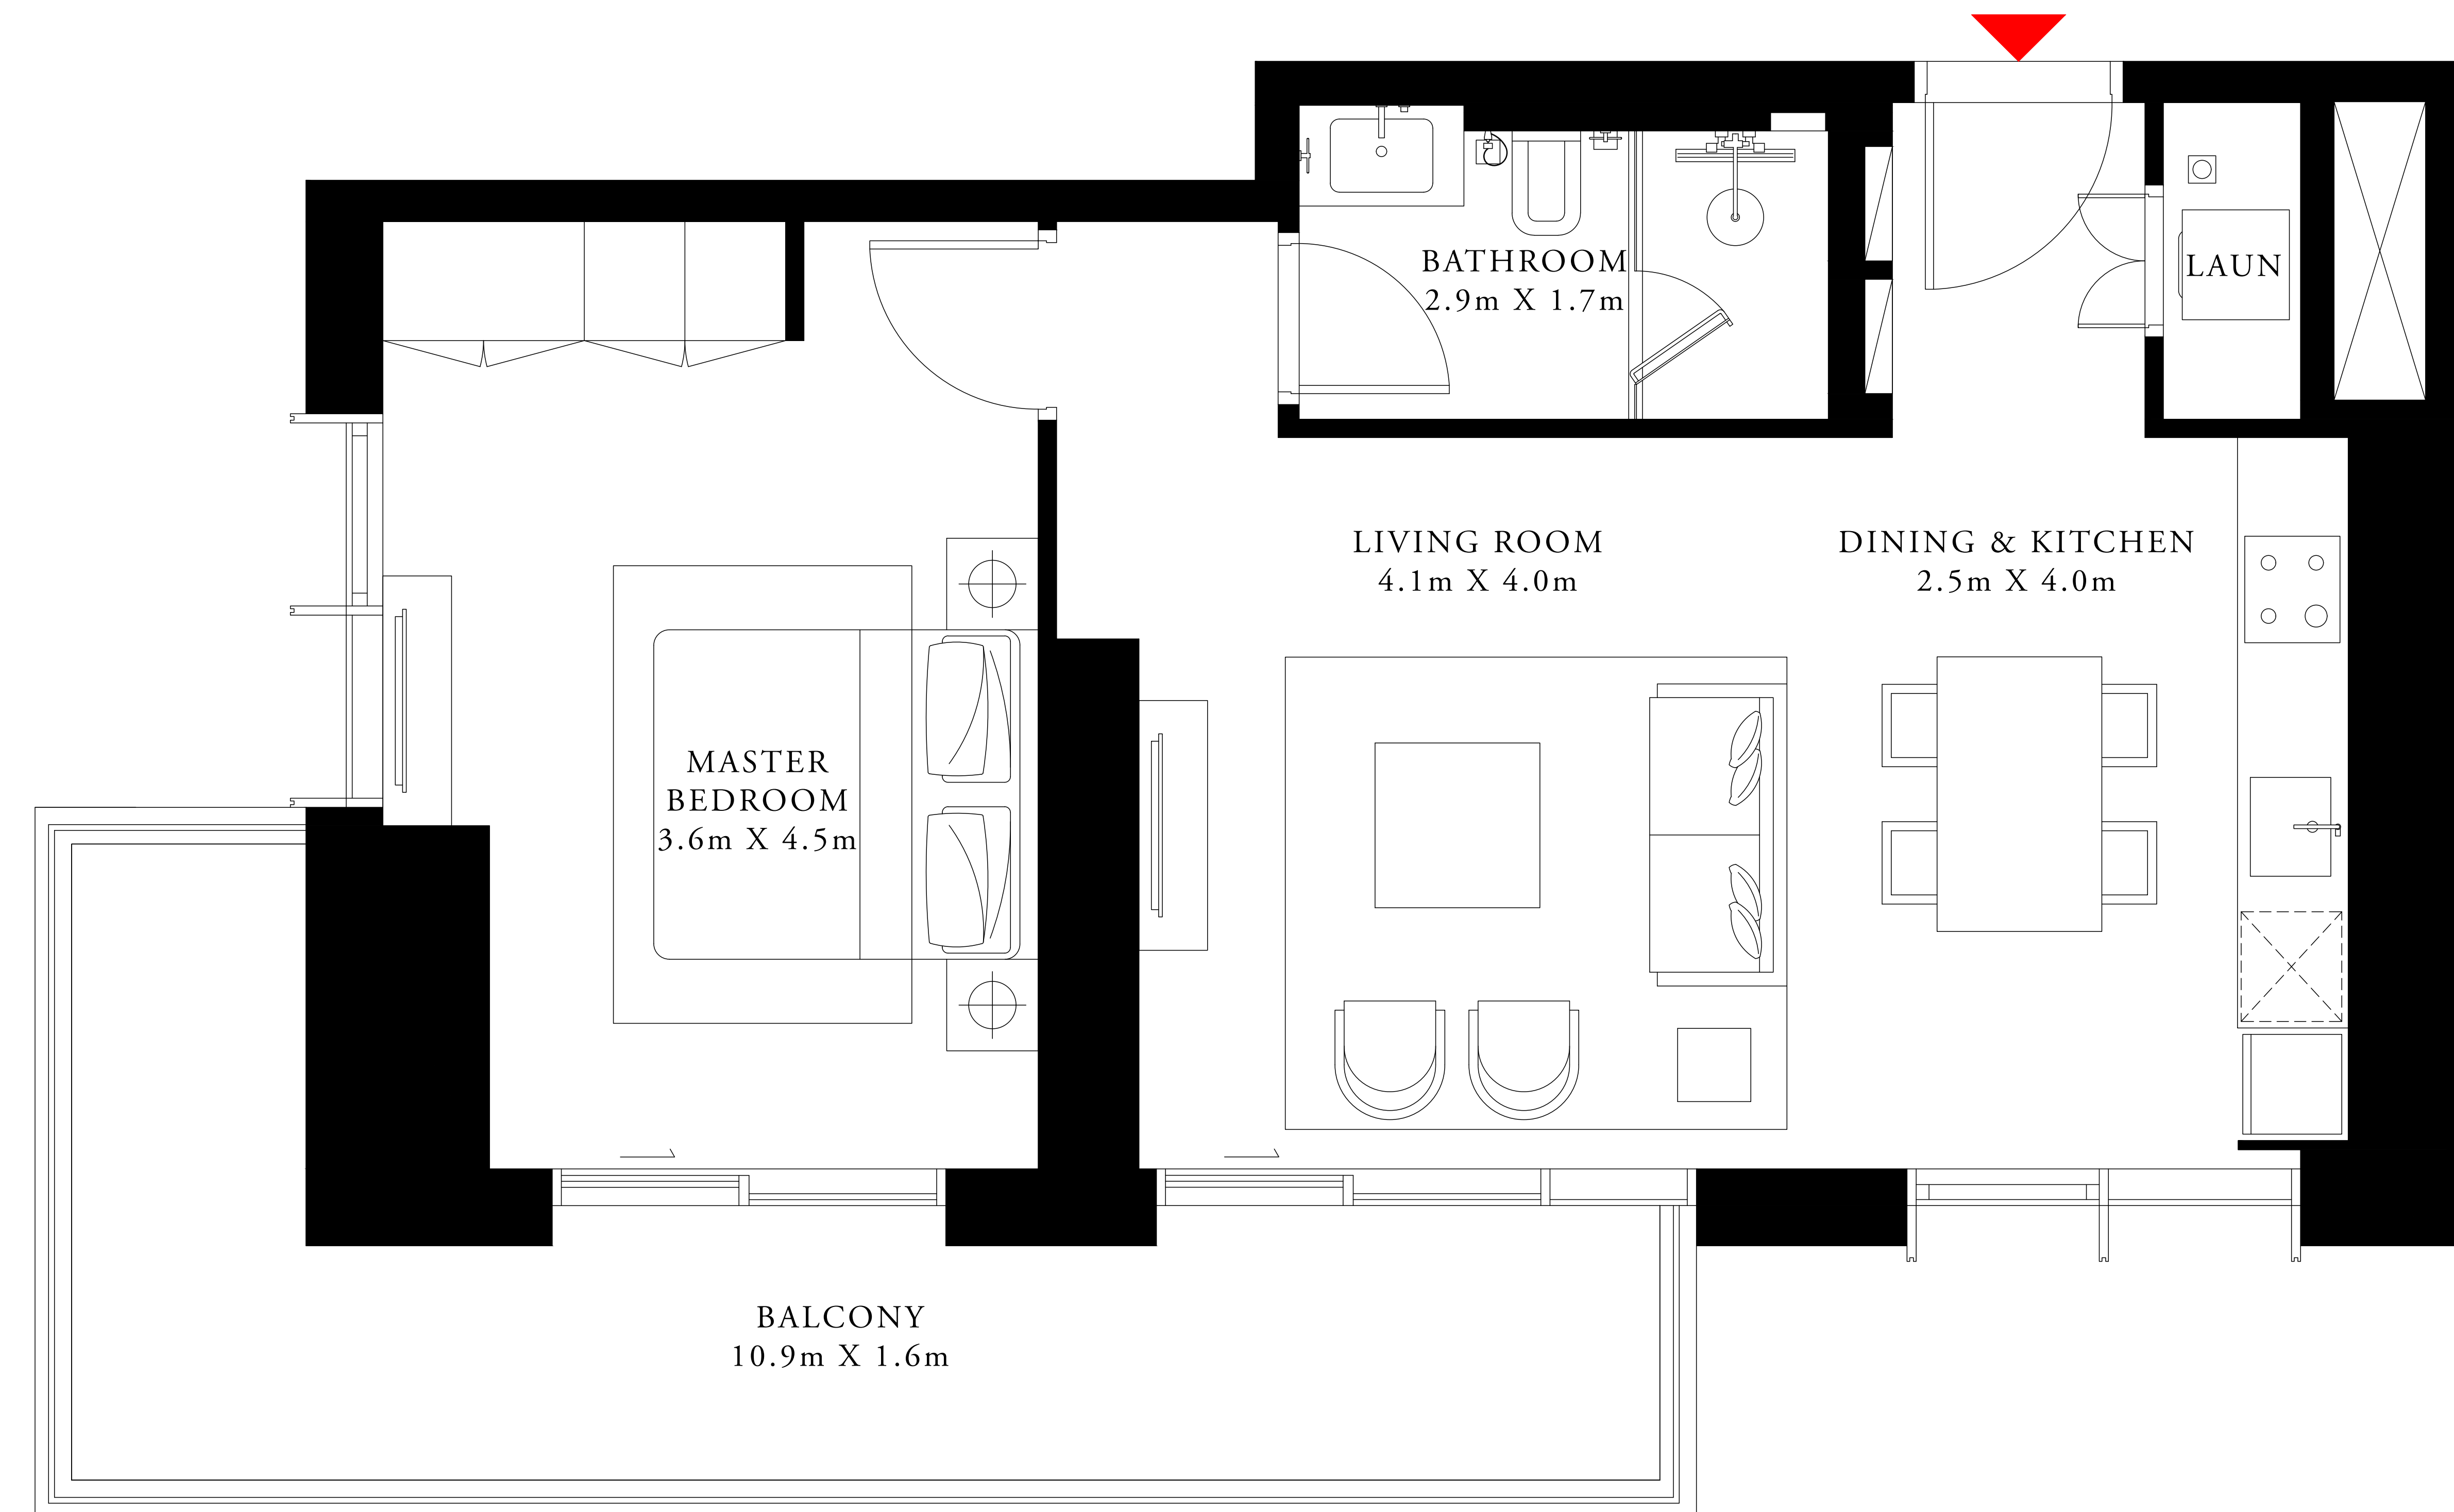 BATHROOM
2.9m X 1.7m
LAUN
LIVING ROOM
4.1m X 4.0m
DINING & KITCHEN
2.5m X 4.0m
MASTER
BEDROOM
3.6m X 4.5m
BALCONY
10.9m X 1.6m